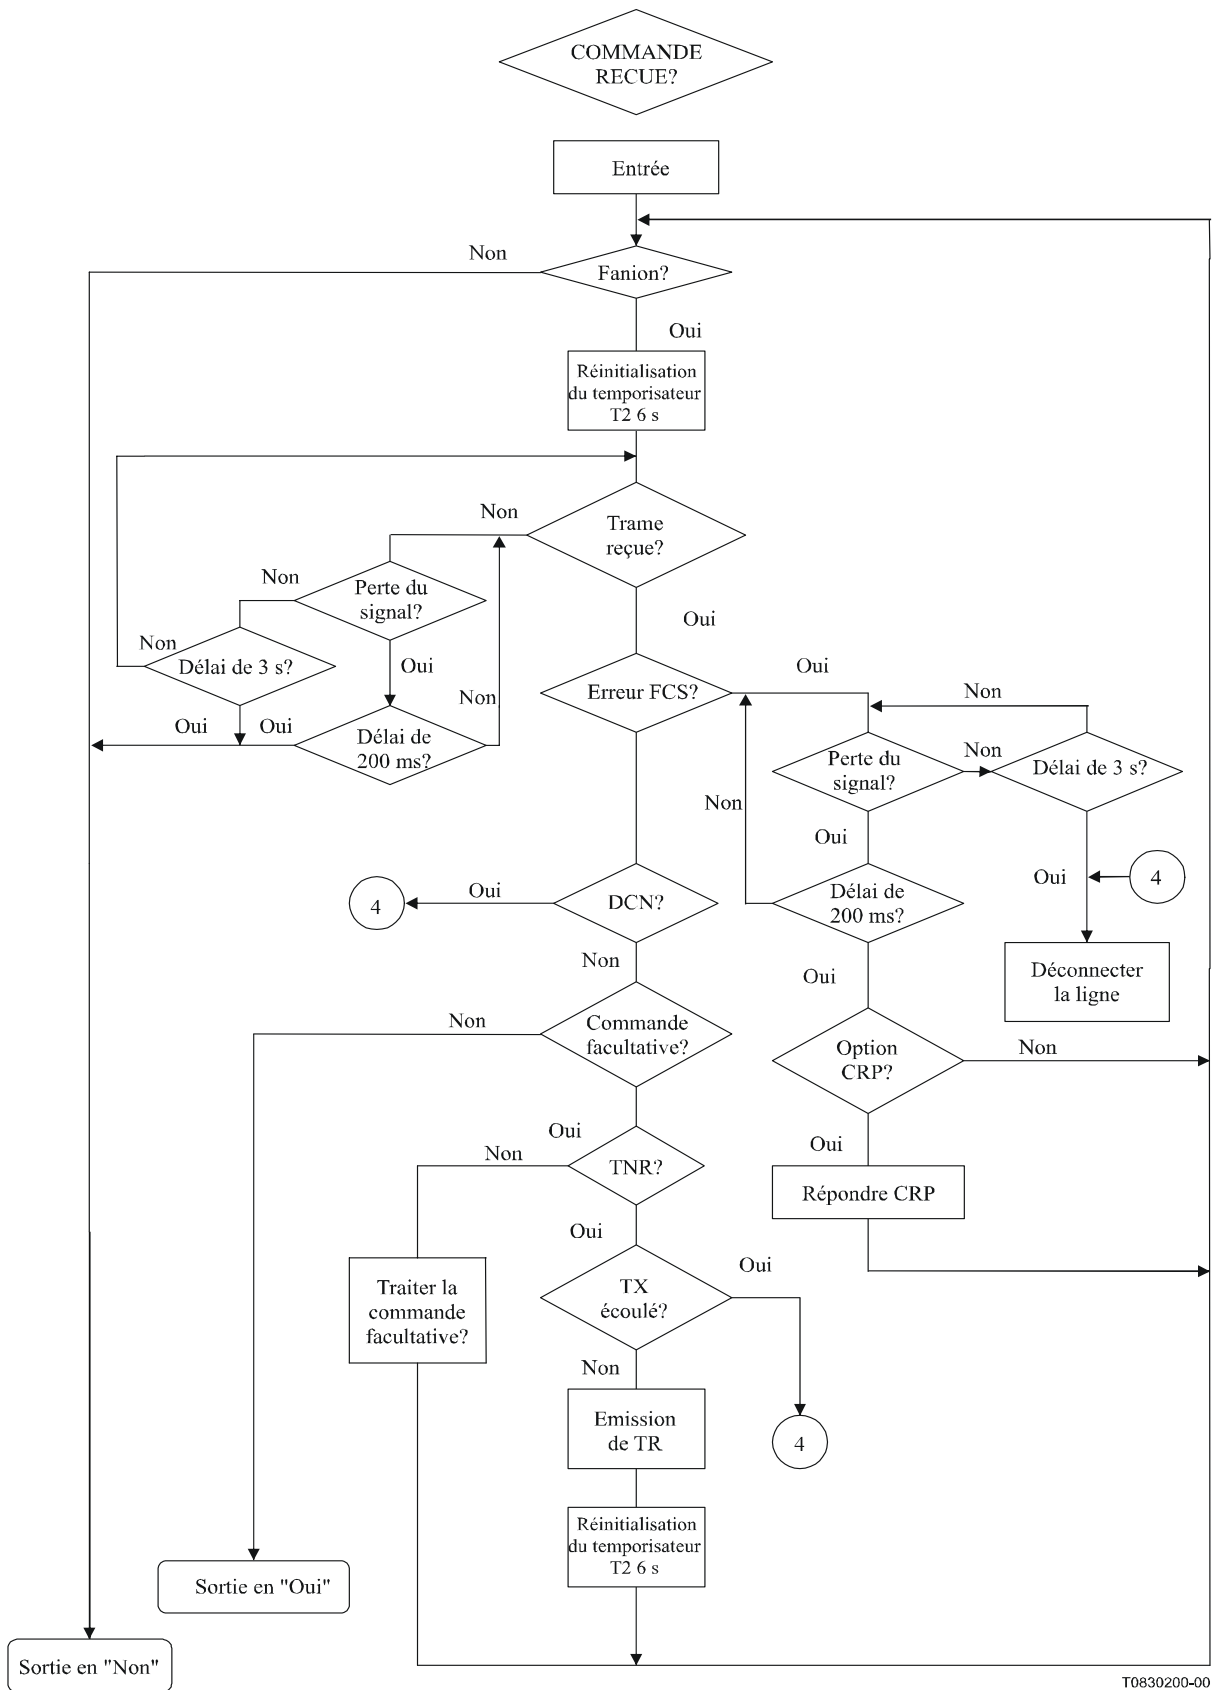 COMMANDE
RECUE?
Entrée
Non
Fanion?
Oui
Réinitialisation
du temporisateur
T2 6 s
Non
Trame
reçue?
Non
Perte du
signal?
Oui
Non
Délai de 3 s?
Oui
Non
Oui
Erreur FCS?
Non
Oui
Oui
Délai de
200 ms?
Perte du
signal?
Non
Délai de 3 s?
Non
Oui
4
Oui
DCN?
Délai de
200 ms?
Oui
4
Non
Oui
Déconnecter
la ligne
Non
Commande
facultative?
Option
CRP?
Non
Oui
Oui
Non
TNR?
Répondre CRP
Oui
Oui
Traiter la
commande
facultative?
TX
écoulé?
Non
Emission
de TR
4
Réinitialisation
du temporisateur
T2 6 s
Sortie en "Oui"
Sortie en "Non"
T0830200-00